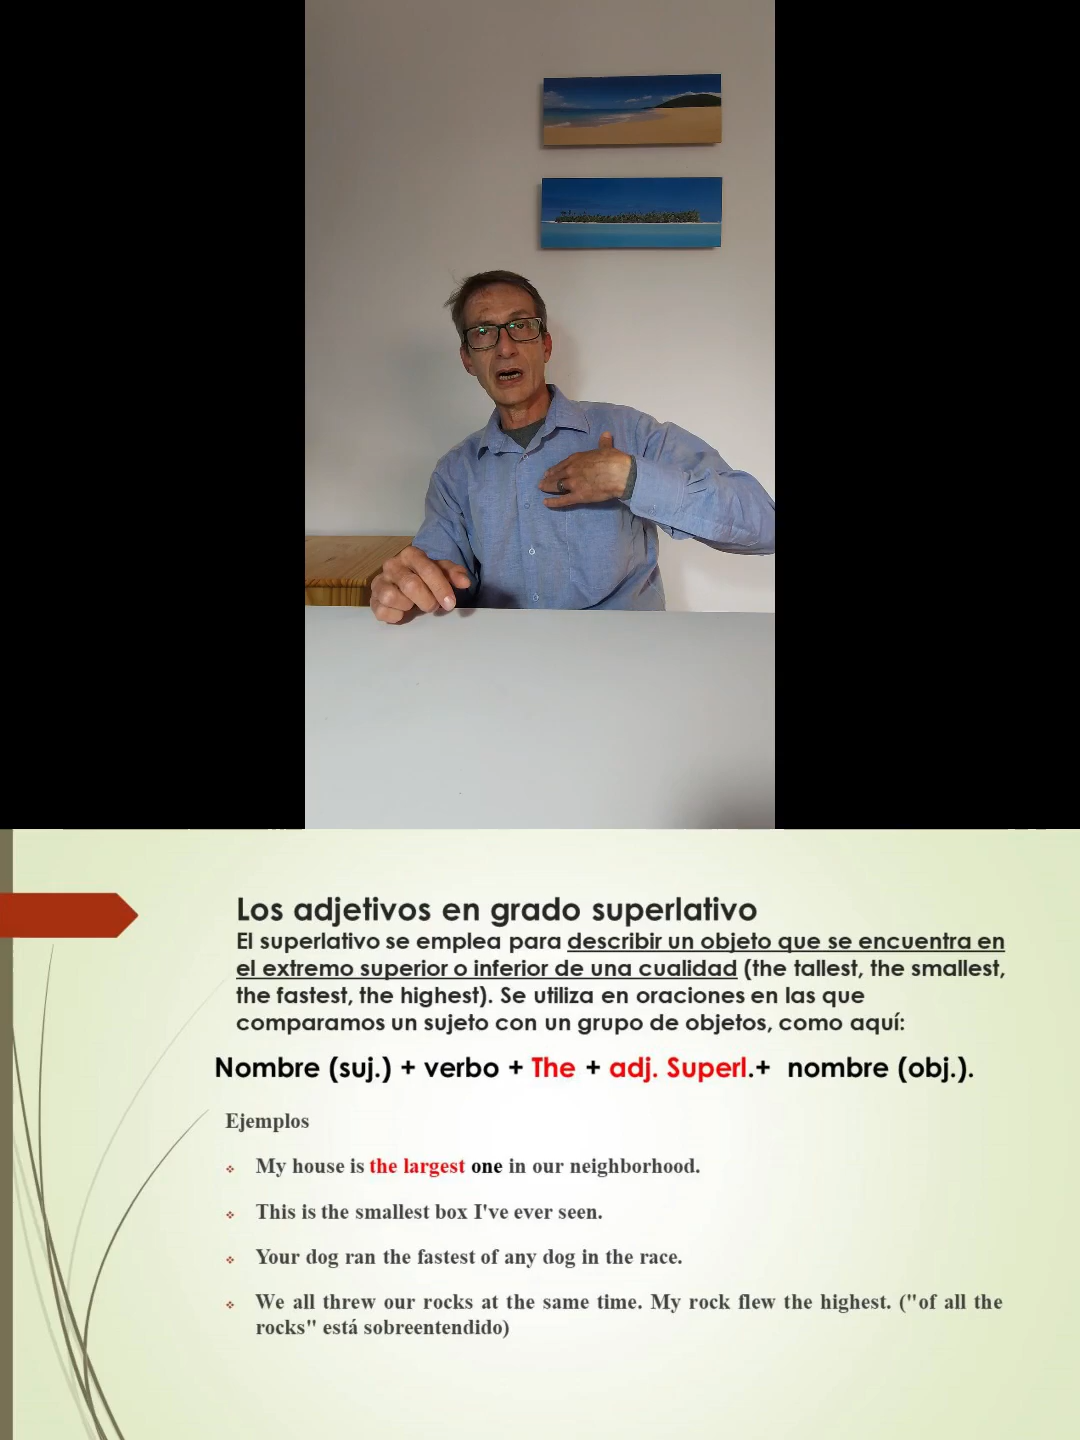 Los adjetivos en grado superlativo
El superlativo se emplea para describir un objeto que se encuentra en
el extremo superior o inferior de una cualidad (the tallest, the smallest,
the fastest, the highest). Se utiliza en oraciones en las que
comparamos un sujeto con un grupo de objetos, como aquí:
Nombre (suj.) + verbo + The + adj. Superl.+ nombre (obj.).
Ejemplos
My house is the largest one in our neighborhood.
This is the smallest box I've ever seen.
Your dog ran the fastest of any dog in the race.
We all threw our rocks at the same time. My rock flew the highest. ("of all the
rocks" está sobreentendido)